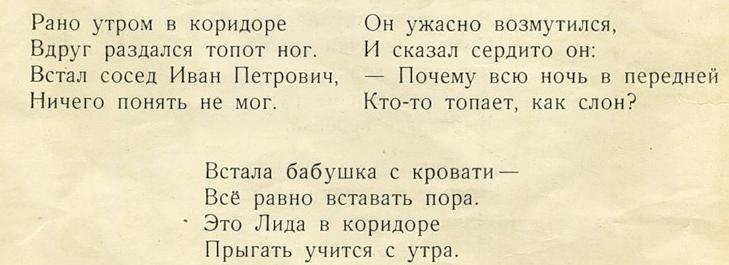 Рано утром в коридоре
Вдруг раздался топот ног.
Встал сосед Иван Петрович,
Ничего понять не мог.
Он ужасно возмутился,
И сказал сердито он:
— Почему всю ночь в передней
Кто-то топает, как слон?
Встала бабушка с кровати —
Всё равно вставать пора.
Это Лида в коридоре
Прыгать учится с утра.